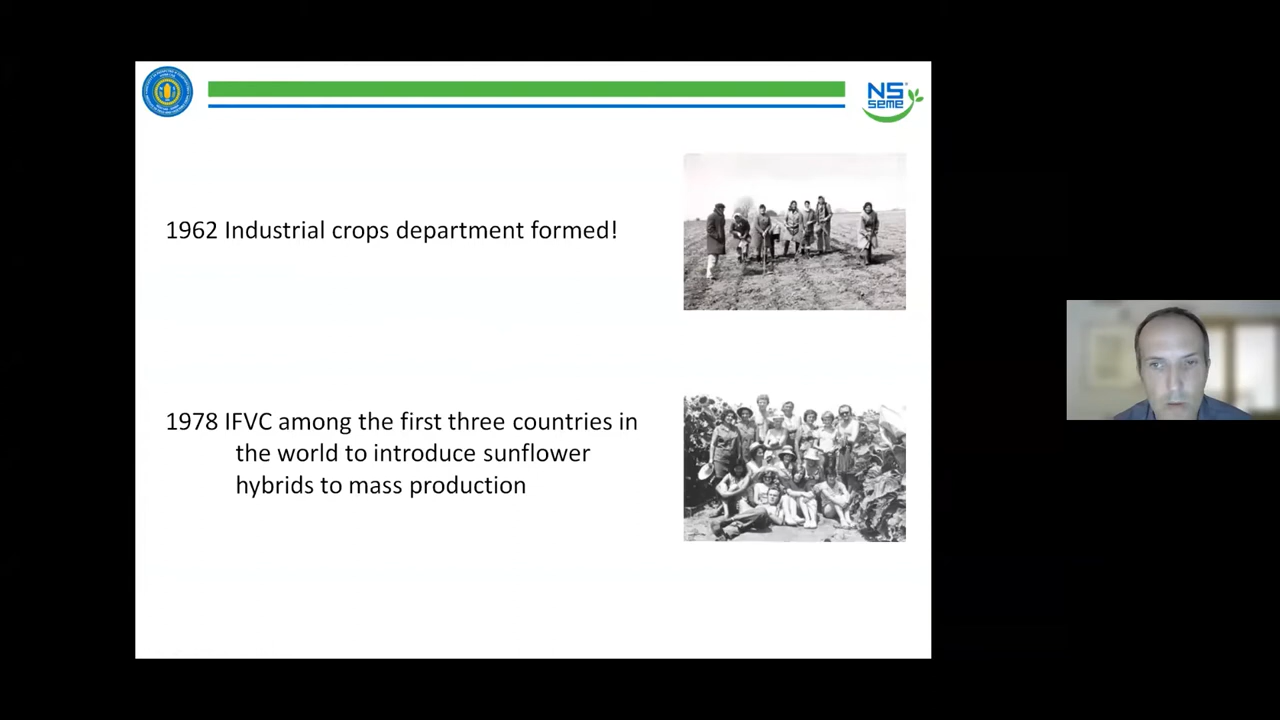 NS
seme
1962 Industrial crops department formed!
1978 IFVC among the first three countries in
the world to introduce sunflower
hybrids to mass production